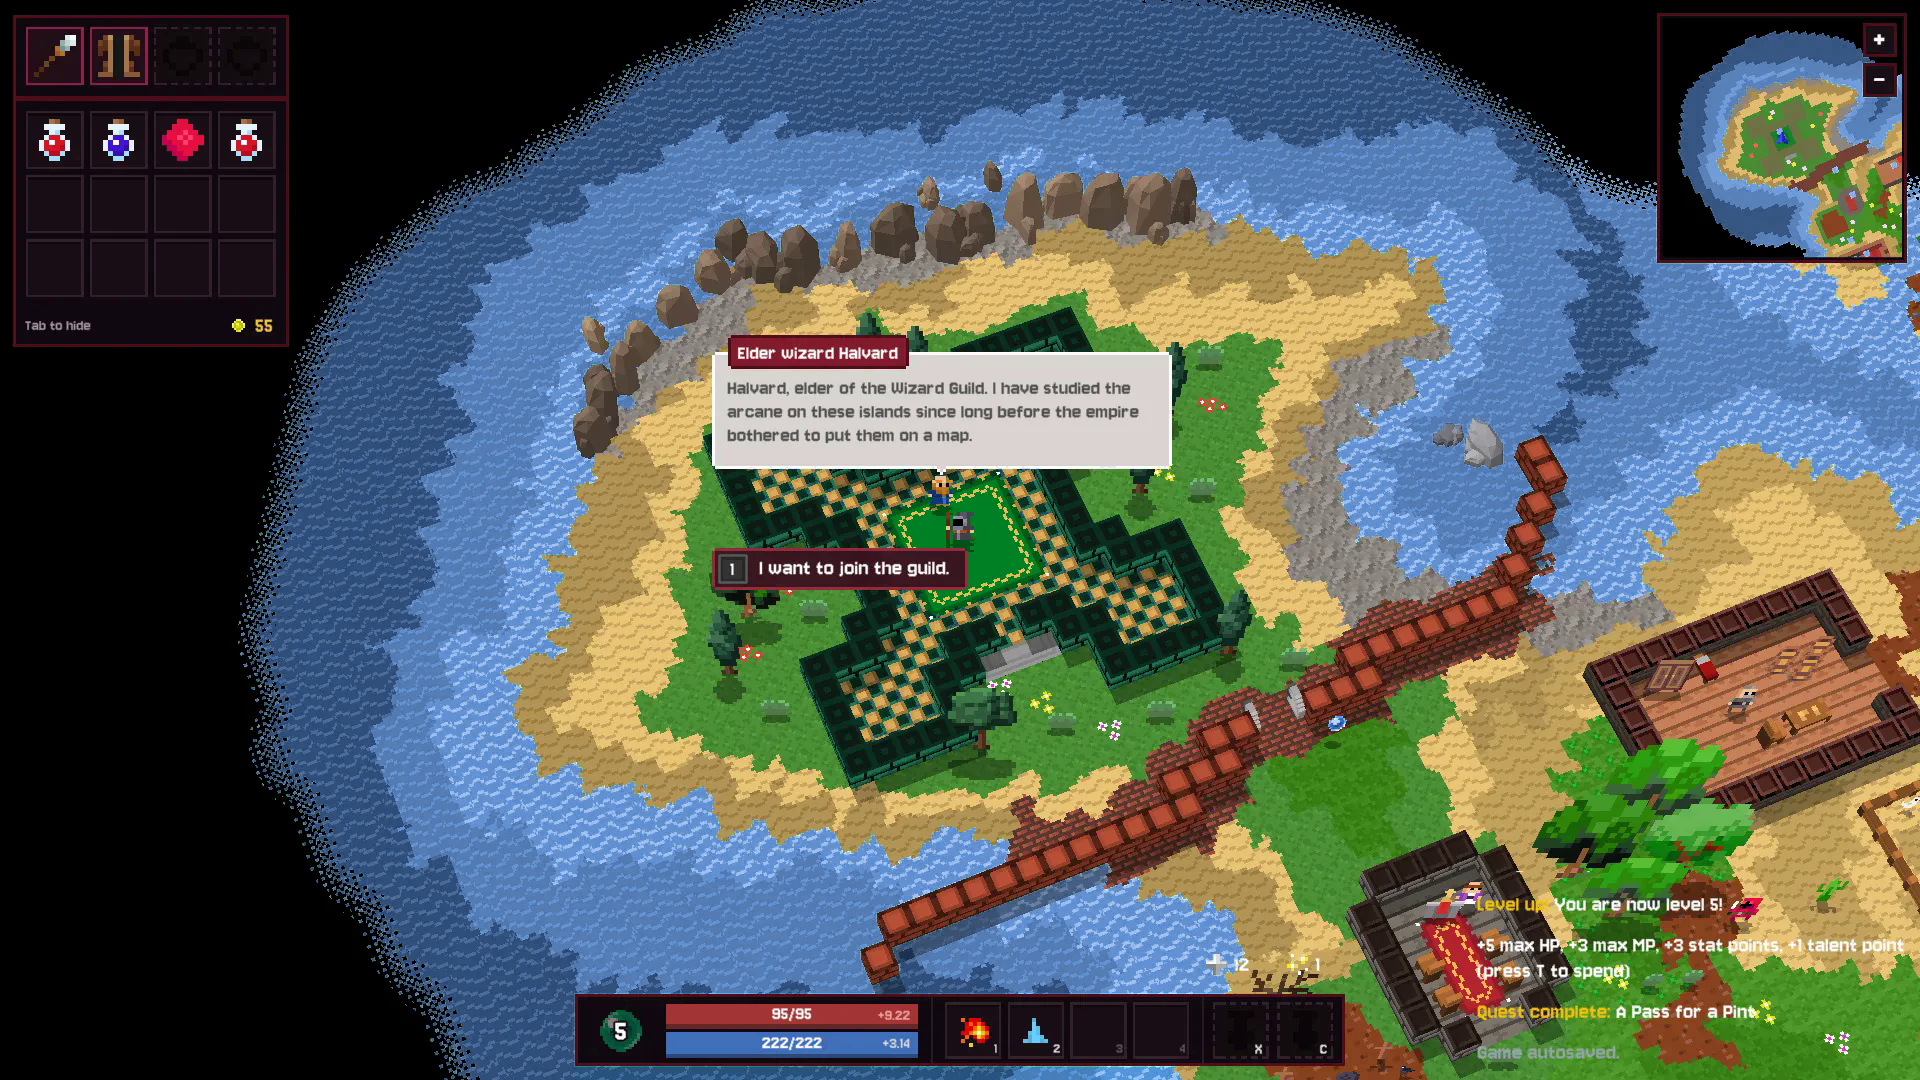 +
−
Tab to hide
55
Elder wizard Halvard
Halvard, elder of the Wizard Guild. I have studied the
arcane on these islands since long before the empire
bothered to put them on a map.
1 I want to join the guild.
Level up! You are now level 5!
+5 max HP, +3 max MP, +3 stat points, +1 talent point
(press T to spend)
Quest complete: A Pass for a Pint.
Game autosaved.
12 1
5
95/95 +9.22
222/222 +3.14
1 2 3 4 X C